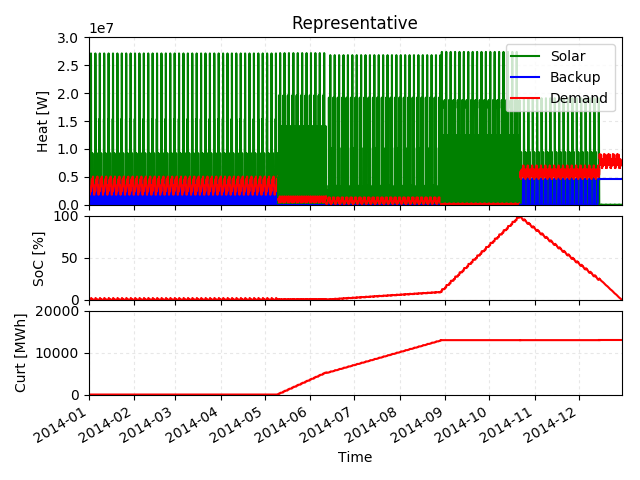 Representative
1e7
3.0
2.5
2.0
1.5
1.0
0.5
0.0
Heat [W]
Solar
Backup
Demand
100
50
0
SoC [%]
20000
10000
0
Curt [MWh]
2014-01
2014-02
2014-03
2014-04
2014-05
2014-06
2014-07
2014-08
2014-09
2014-10
2014-11
2014-12
Time